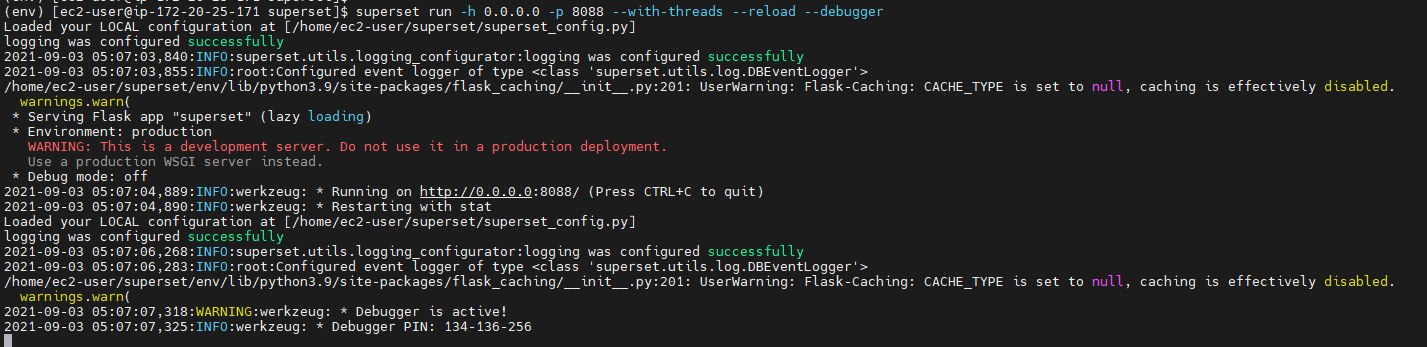 (env) [ec2-user@ip-172-20-25-171 superset]$ superset run -h 0.0.0.0 -p 8088 --with-threads --reload --debugger
Loaded your LOCAL configuration at [/home/ec2-user/superset/superset_config.py]
logging was configured successfully
2021-09-03 05:07:03,840:INFO:superset.utils.logging_configurator:logging was configured successfully
2021-09-03 05:07:03,855:INFO:root:Configured event logger of type <class 'superset.utils.log.DBEventLogger'>
/home/ec2-user/superset/env/lib/python3.9/site-packages/flask_caching/__init__.py:201: UserWarning: Flask-Caching: CACHE_TYPE is set to null, caching is effectively disabled.
  warnings.warn(
 * Serving Flask app "superset" (lazy loading)
 * Environment: production
   WARNING: This is a development server. Do not use it in a production deployment.
   Use a production WSGI server instead.
 * Debug mode: off
2021-09-03 05:07:04,889:INFO:werkzeug: * Running on http://0.0.0.0:8088/ (Press CTRL+C to quit)
2021-09-03 05:07:04,890:INFO:werkzeug: * Restarting with stat
Loaded your LOCAL configuration at [/home/ec2-user/superset/superset_config.py]
logging was configured successfully
2021-09-03 05:07:06,268:INFO:superset.utils.logging_configurator:logging was configured successfully
2021-09-03 05:07:06,283:INFO:root:Configured event logger of type <class 'superset.utils.log.DBEventLogger'>
/home/ec2-user/superset/env/lib/python3.9/site-packages/flask_caching/__init__.py:201: UserWarning: Flask-Caching: CACHE_TYPE is set to null, caching is effectively disabled.
  warnings.warn(
2021-09-03 05:07:07,318:WARNING:werkzeug: * Debugger is active!
2021-09-03 05:07:07,325:INFO:werkzeug: * Debugger PIN: 134-136-256